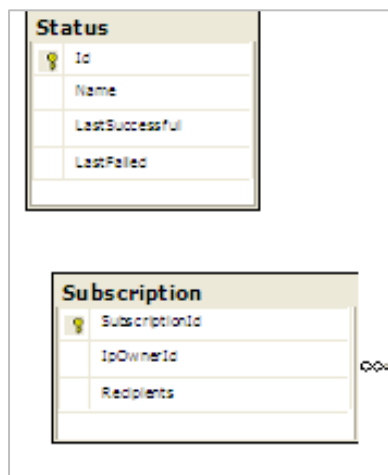 Status
Id
Name
LastSuccessful
LastFailed
Subscription
SubscriptionId
IpOwnerId
Recipients